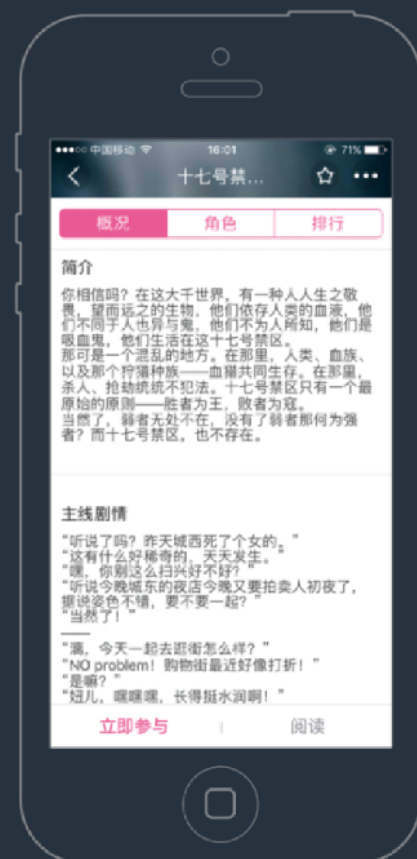 中国移动 16:01 71%
十七号禁...
概况 角色 排行
简介
你相信吗？在这大千世界，有一种人人生之敬
畏，望而远之的生物，他们依存人类的血液，他
们不同于人也异与鬼，他们不为人所知，他们是
吸血鬼，他们生活在这十七号禁区。
那可是一个混乱的地方。在那里，人类、血族、
以及那个狩猎种族——血猎共同生存。在那里，
杀人、抢劫统统不犯法。十七号禁区只有一个最
原始的原则——胜者为王，败者为寇。
当然了，弱者无处不在，没有了弱者那何为强
者？而十七号禁区，也不存在。
主线剧情
“听说了吗？昨天城西死了个女的。”
“这有什么好稀奇的，天天发生。”
“嘿，你别这么扫兴好不好？”
“听说今晚城东的夜店今晚又要拍卖人初夜了，
据说姿色不错，要不要一起？”
“当然了！”
——
“漓，今天一起去逛街怎么样？”
“NO problem！购物街最近好像打折！”
“是嘛？”
“妞儿，嘿嘿嘿，长得挺水润啊！”
立即参与 阅读